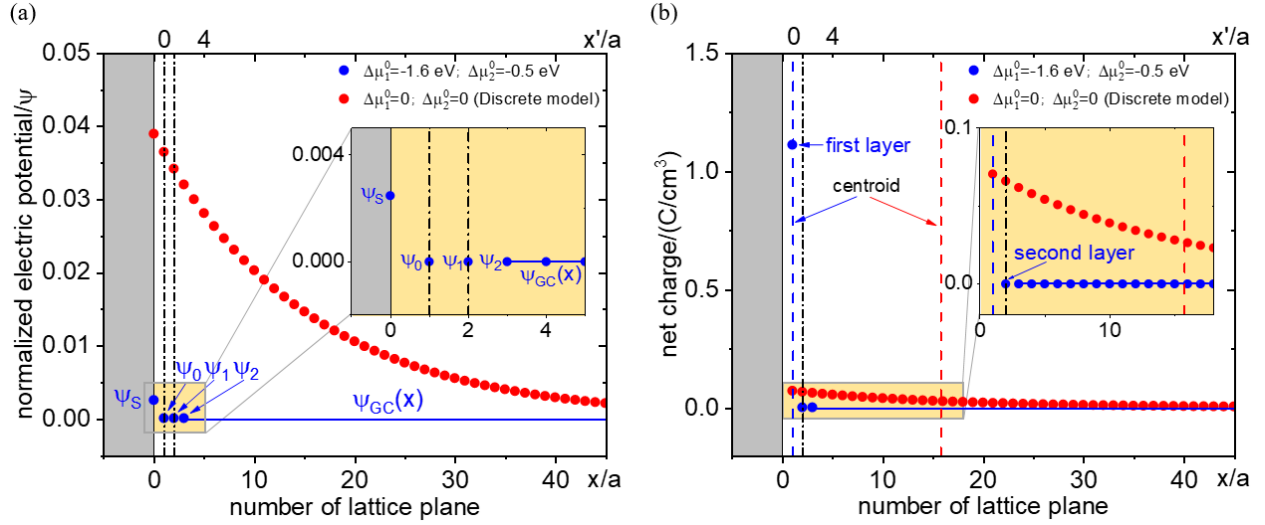 (a)
0 4 x'/a
normalized electric potential/ψ
0.05
0.04
0.03
0.02
0.01
0.00
Δμ₁⁰=-1.6 eV; Δμ₂⁰=-0.5 eV
Δμ₁⁰=0; Δμ₂⁰=0 (Discrete model)
0.004
0.000
ψS
ψ0 ψ1 ψ2
ψGC(x)
0 2 4
ψS
ψ0 ψ1 ψ2
ψGC(x)
0 10 20 30 40 x/a
number of lattice plane
(b)
0 4 x'/a
net charge/(C/cm³)
1.5
1.0
0.5
0.0
Δμ₁⁰=-1.6 eV; Δμ₂⁰=-0.5 eV
Δμ₁⁰=0; Δμ₂⁰=0 (Discrete model)
first layer
centroid
0.1
0.0
second layer
0 10
0 10 20 30 40 x/a
number of lattice plane